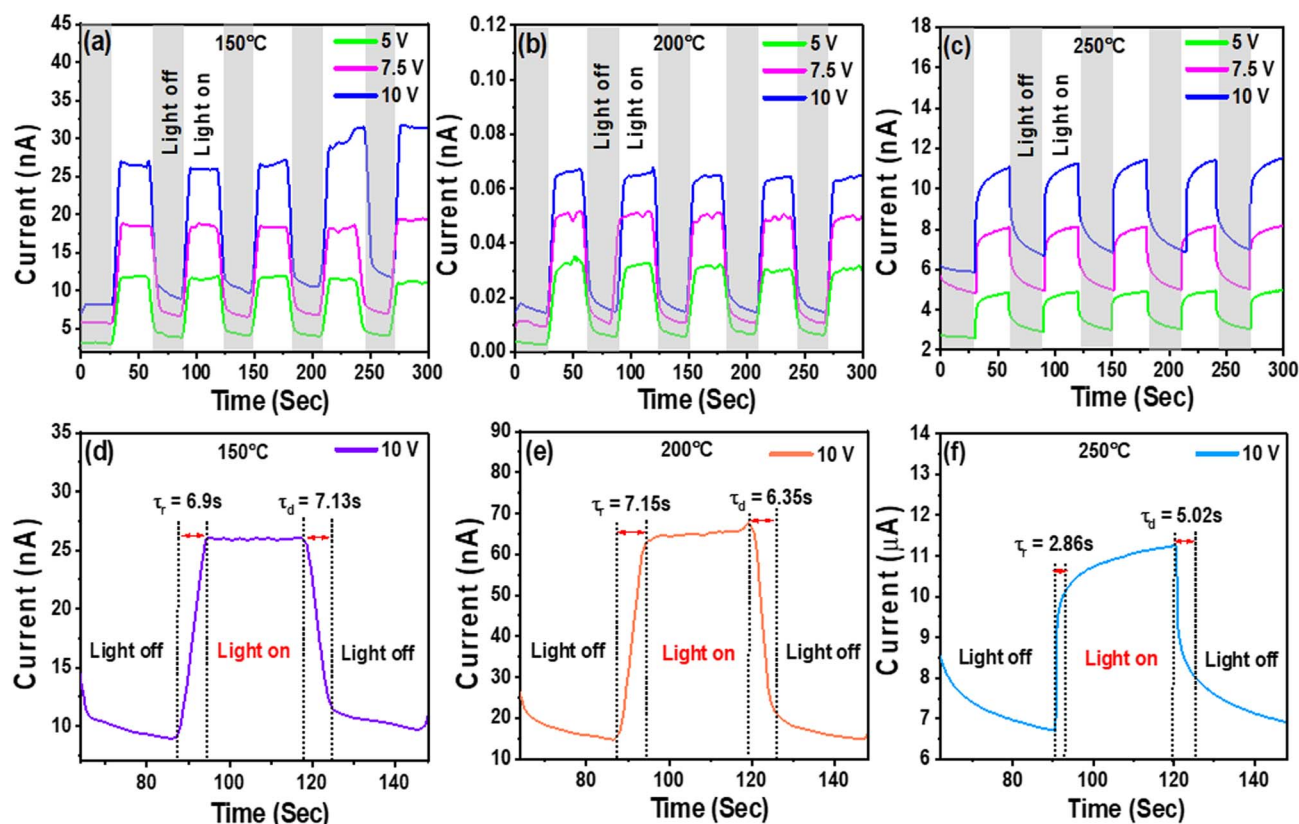 (a)
150°C
5 V
7.5 V
10 V
Light off
Light on
Current (nA)
45
40
35
30
25
20
15
10
5
0 50 100 150 200 250 300
Time (Sec)
(b)
200°C
5 V
7.5 V
10 V
Light off
Light on
Current (nA)
0.12
0.10
0.08
0.06
0.04
0.02
0.00
0 50 100 150 200 250 300
Time (Sec)
(c)
250°C
5 V
7.5 V
10 V
Light off
Light on
Current (nA)
18
16
14
12
10
8
6
4
2
0 50 100 150 200 250 300
Time (Sec)
(d)
150°C
10 V
τr = 6.9s
τd = 7.13s
Light off
Light on
Light off
Current (nA)
35
30
25
20
15
10
80 100 120 140
Time (Sec)
(e)
200°C
10 V
τr = 7.15s
τd = 6.35s
Light off
Light on
Light off
Current (nA)
90
80
70
60
50
40
30
20
10
80 100 120 140
Time (Sec)
(f)
250°C
10 V
τr = 2.86s
τd = 5.02s
Light off
Light on
Light off
Current (μA)
14
13
12
11
10
9
8
7
6
80 100 120 140
Time (Sec)